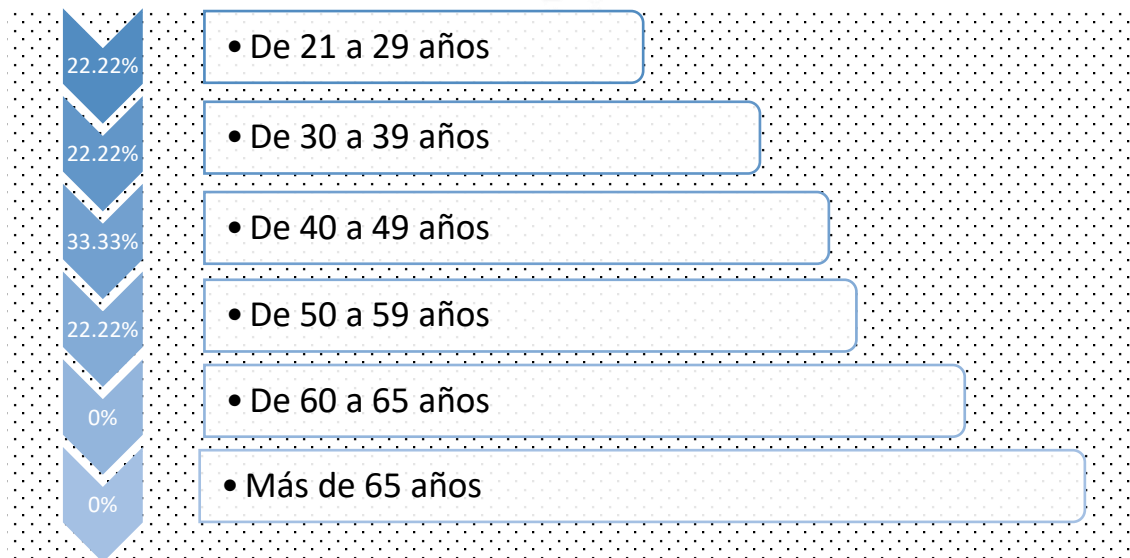 22.22%
• De 21 a 29 años
22.22%
• De 30 a 39 años
33.33%
• De 40 a 49 años
22.22%
• De 50 a 59 años
0%
• De 60 a 65 años
0%
• Más de 65 años